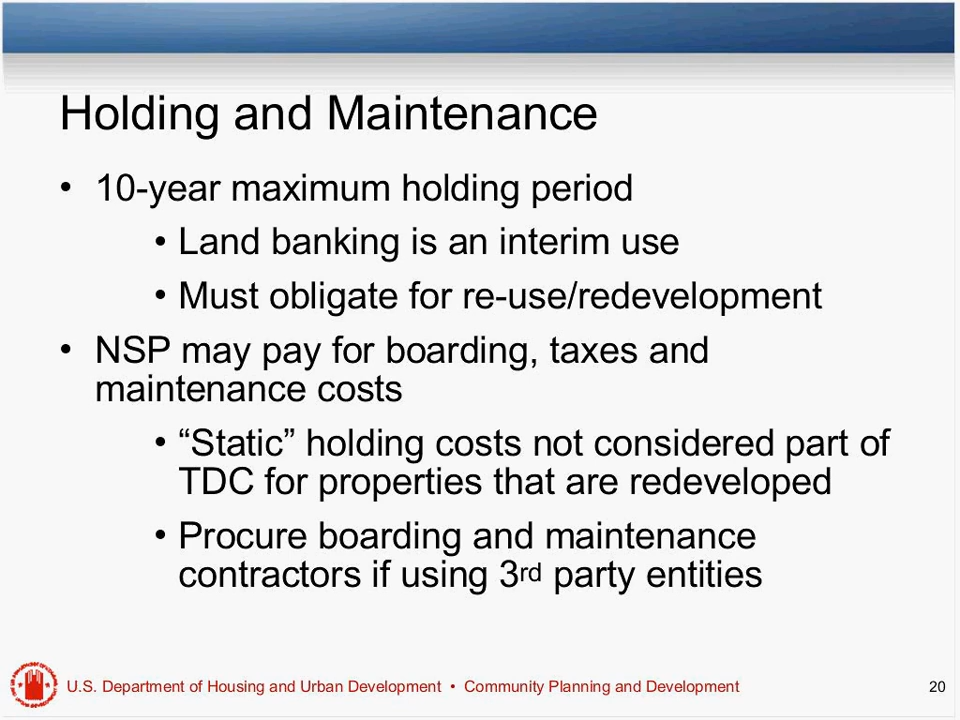 Holding and Maintenance
• 10-year maximum holding period
• Land banking is an interim use
• Must obligate for re-use/redevelopment
• NSP may pay for boarding, taxes and
maintenance costs
• “Static” holding costs not considered part of
TDC for properties that are redeveloped
• Procure boarding and maintenance
contractors if using 3rd party entities
U.S. Department of Housing and Urban Development • Community Planning and Development
20